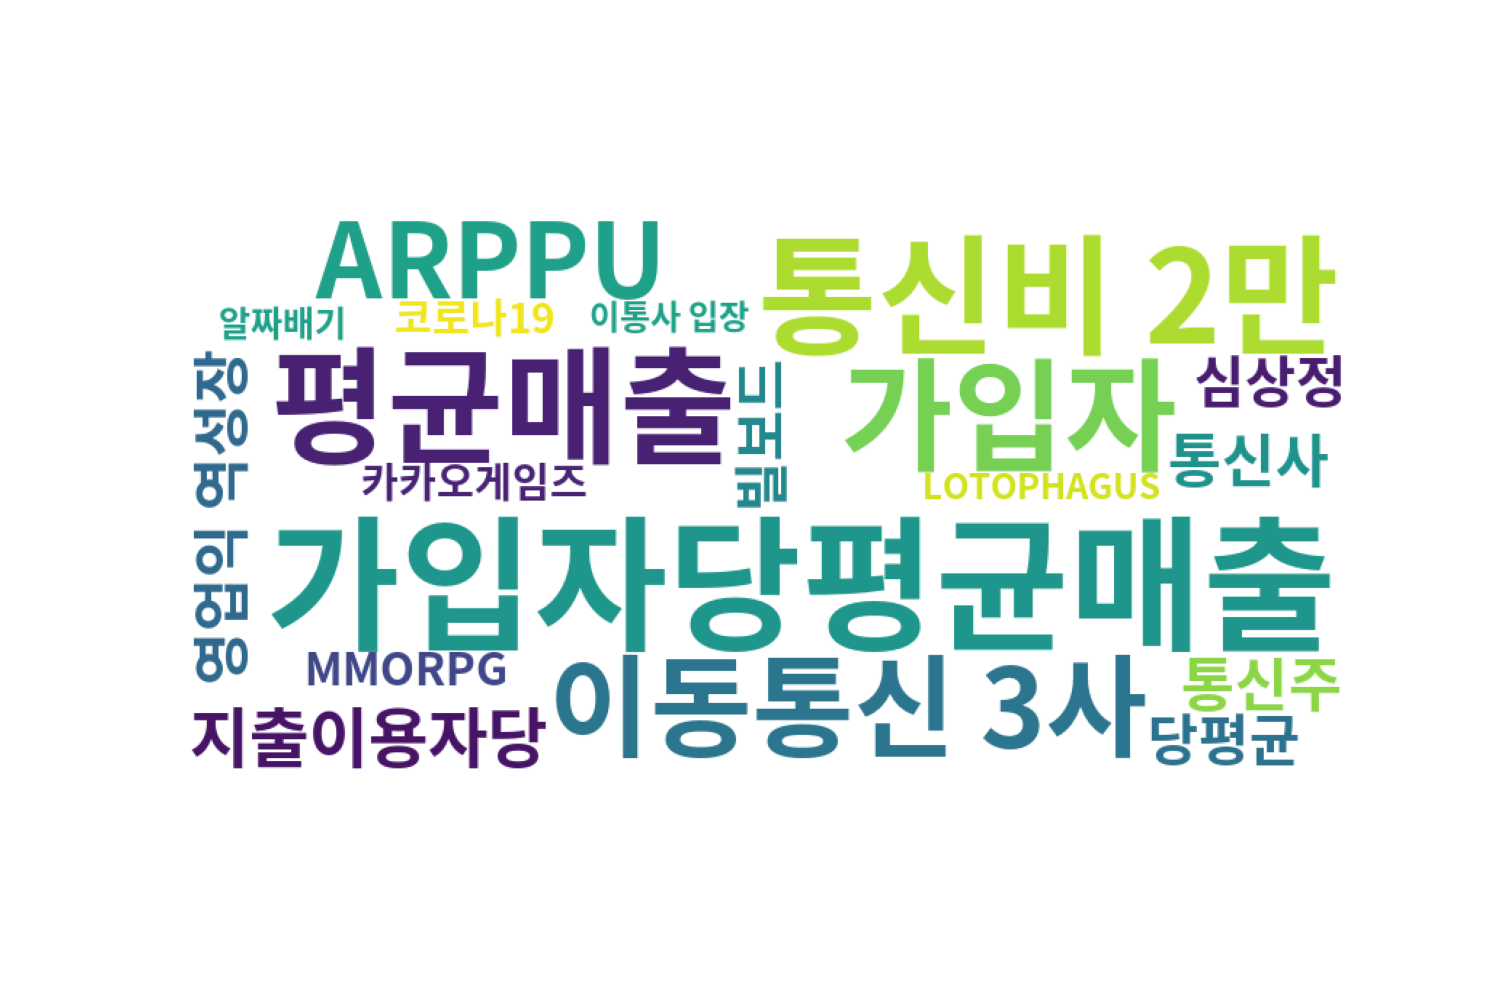 ARPPU
통신비 2만
알짜배기
코로나19
이통사 입장
평균매출
가입자
심상정
영업익 역성장
빌보드
통신사
카카오게임즈
LOTOPHAGUS
가입자당평균매출
MMORPG
이동통신 3사
통신주
지출이용자당
당평균